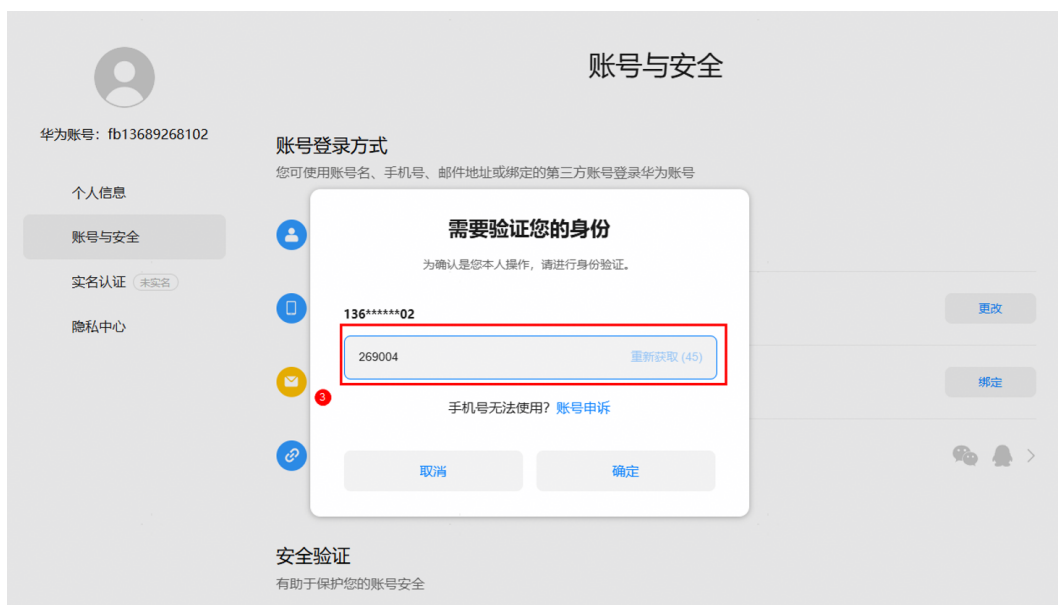 账号与安全
华为账号：fb13689268102
个人信息
账号与安全
实名认证 未实名
隐私中心
账号登录方式
您可使用账号名、手机号、邮件地址或绑定的第三方账号登录华为账号
需要验证您的身份
为确认是您本人操作，请进行身份验证。
136******02
269004 重新获取 (45)
3
手机号无法使用？账号申诉
取消 确定
更改
绑定
安全验证
有助于保护您的账号安全